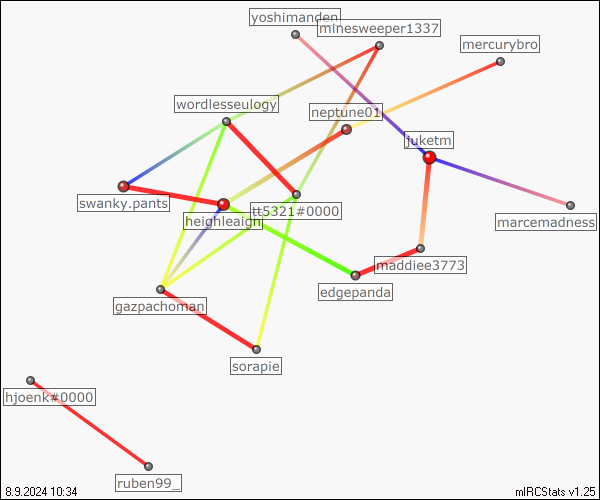 yoshimanden
minesweeper1337
mercurybro
wordlesseulogy
neptune01
juketm
swanky.pants
heighleaigh
tt5321#0000
marcemadness
maddiee3773
edgepanda
gazpachoman
sorapie
hjoenk#0000
ruben99_
8.9.2024 10:34
mIRCStats v1.25